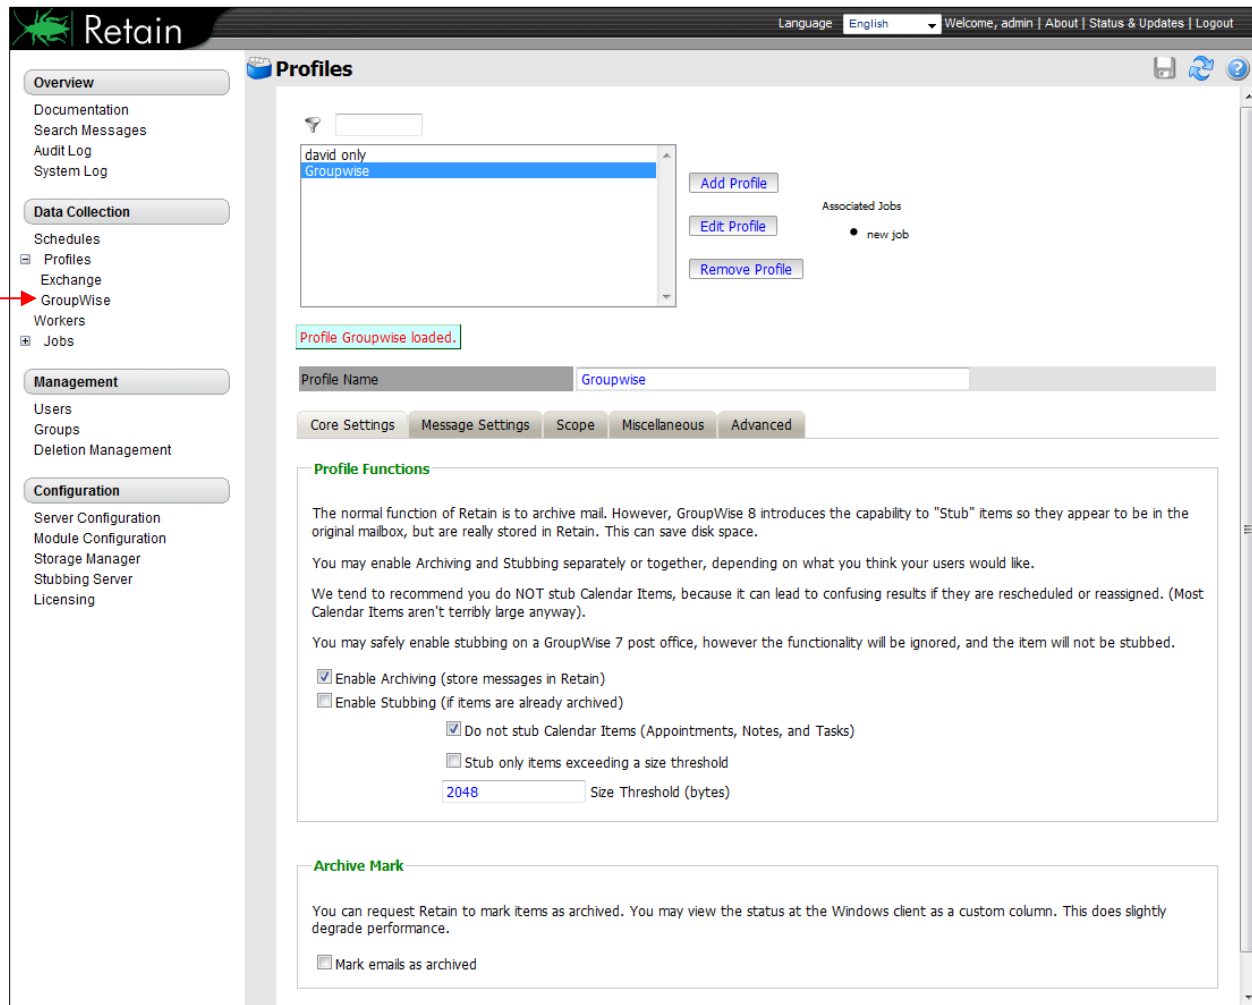 Retain
Language English Welcome, admin | About | Status & Updates | Logout
Overview
Documentation
Search Messages
Audit Log
System Log
Data Collection
Schedules
Profiles
Exchange
GroupWise
Workers
Jobs
Management
Users
Groups
Deletion Management
Configuration
Server Configuration
Module Configuration
Storage Manager
Stubbing Server
Licensing
Profiles
david only
Groupwise
Add Profile
Edit Profile
Remove Profile
Associated Jobs
new job
Profile Groupwise loaded.
Profile Name Groupwise
Core Settings Message Settings Scope Miscellaneous Advanced
Profile Functions
The normal function of Retain is to archive mail. However, GroupWise 8 introduces the capability to "Stub" items so they appear to be in the
original mailbox, but are really stored in Retain. This can save disk space.
You may enable Archiving and Stubbing separately or together, depending on what you think your users would like.
We tend to recommend you do NOT stub Calendar Items, because it can lead to confusing results if they are rescheduled or reassigned. (Most
Calendar Items aren't terribly large anyway).
You may safely enable stubbing on a GroupWise 7 post office, however the functionality will be ignored, and the item will not be stubbed.
Enable Archiving (store messages in Retain)
Enable Stubbing (if items are already archived)
Do not stub Calendar Items (Appointments, Notes, and Tasks)
Stub only items exceeding a size threshold
2048 Size Threshold (bytes)
Archive Mark
You can request Retain to mark items as archived. You may view the status at the Windows client as a custom column. This does slightly
degrade performance.
Mark emails as archived